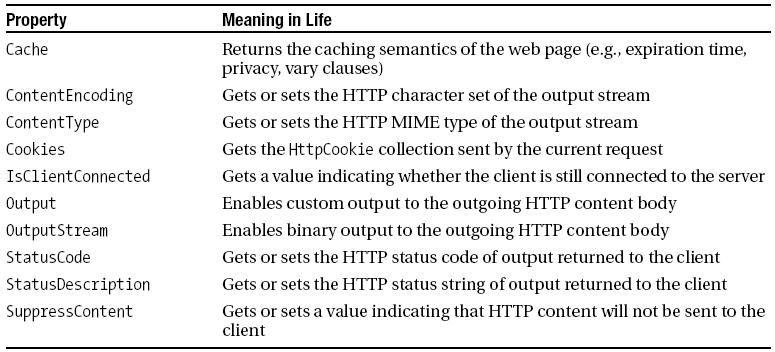 Property Meaning in Life
Cache Returns the caching semantics of the web page (e.g., expiration time,
privacy, vary clauses)
ContentEncoding Gets or sets the HTTP character set of the output stream
ContentType Gets or sets the HTTP MIME type of the output stream
Cookies Gets the HttpCookie collection sent by the current request
IsClientConnected Gets a value indicating whether the client is still connected to the server
Output Enables custom output to the outgoing HTTP content body
OutputStream Enables binary output to the outgoing HTTP content body
StatusCode Gets or sets the HTTP status code of output returned to the client
StatusDescription Gets or sets the HTTP status string of output returned to the client
SuppressContent Gets or sets a value indicating that HTTP content will not be sent to the
client